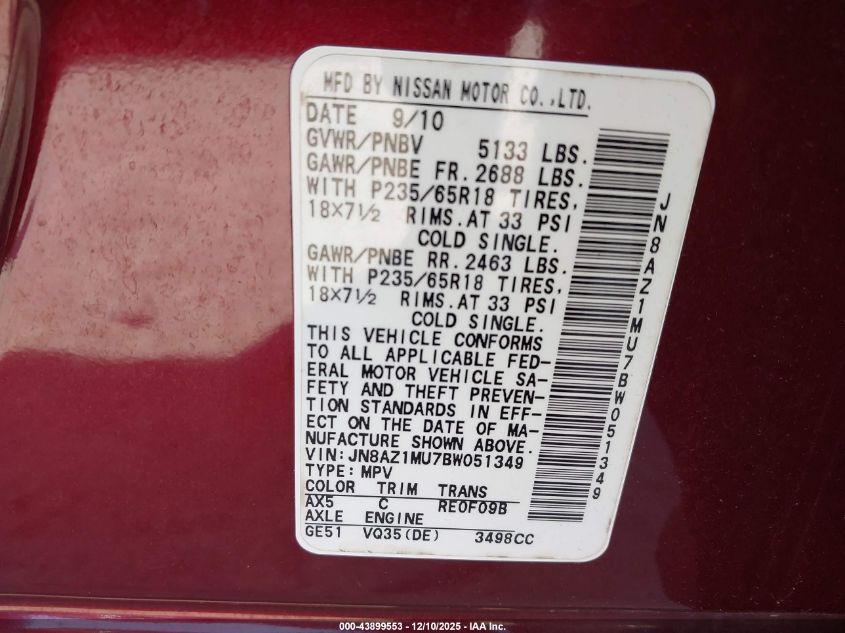 MFD BY NISSAN MOTOR CO.,LTD.
DATE 9/10
GVWR/PNBV 5133 LBS.
GAWR/PNBE FR.2688 LBS.
WITH P235/65R18 TIRES,
18X7½ RIMS.AT 33 PSI
COLD SINGLE.
GAWR/PNBE RR.2463 LBS.
WITH P235/65R18 TIRES,
18X7½ RIMS.AT 33 PSI
COLD SINGLE.
THIS VEHICLE CONFORMS
TO ALL APPLICABLE FED-
ERAL MOTOR VEHICLE SA-
FETY AND THEFT PREVEN-
TION STANDARDS IN EFF-
ECT ON THE DATE OF MA-
NUFACTURE SHOWN ABOVE.
VIN:JN8AZ1MU7BW051349
TYPE:MPV
COLOR TRIM TRANS
AX5 C RE0F09B
AXLE ENGINE
GE51 VQ35(DE) 3498CC
JN8AZ1MU7BW051349
000-43899553 - 12/10/2025 - IAA Inc.